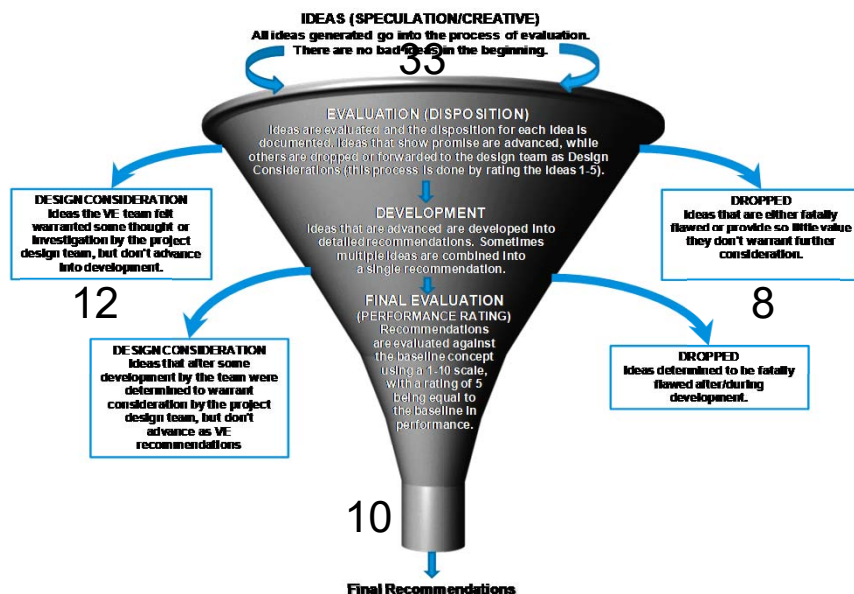 IDEAS (SPECULATION/CREATIVE)
All ideas generated go into the process of evaluation.
There are no bad ideas in the beginning.
33
EVALUATION (DISPOSITION)
Ideas are evaluated and the disposition for each idea is
documented. Ideas that show promise are advanced, while
others are dropped or forwarded to the design team as Design
Considerations (this process is done by rating the ideas 1-5).
DESIGN CONSIDERATION
Ideas the VE team felt
warranted some thought or
investigation by the project
design team, but don't advance
into development.
12
DROPPED
Ideas that are either fatally
flawed or provide so little value
they don't warrant further
consideration.
8
DEVELOPMENT
Ideas that are advanced are developed into
detailed recommendations. Sometimes
multiple ideas are combined into
a single recommendation.
FINAL EVALUATION
(PERFORMANCE RATING)
Recommendations
are evaluated against
the baseline concept
using a 1-10 scale,
with a rating of 5
being equal to
the baseline in
performance.
DESIGN CONSIDERATION
Ideas that after some
development by the team were
determined to warrant
consideration by the project
design team, but don't
advance as VE
recommendations
DROPPED
Ideas determined to be fatally
flawed after/during
development.
10
Final Recommendations